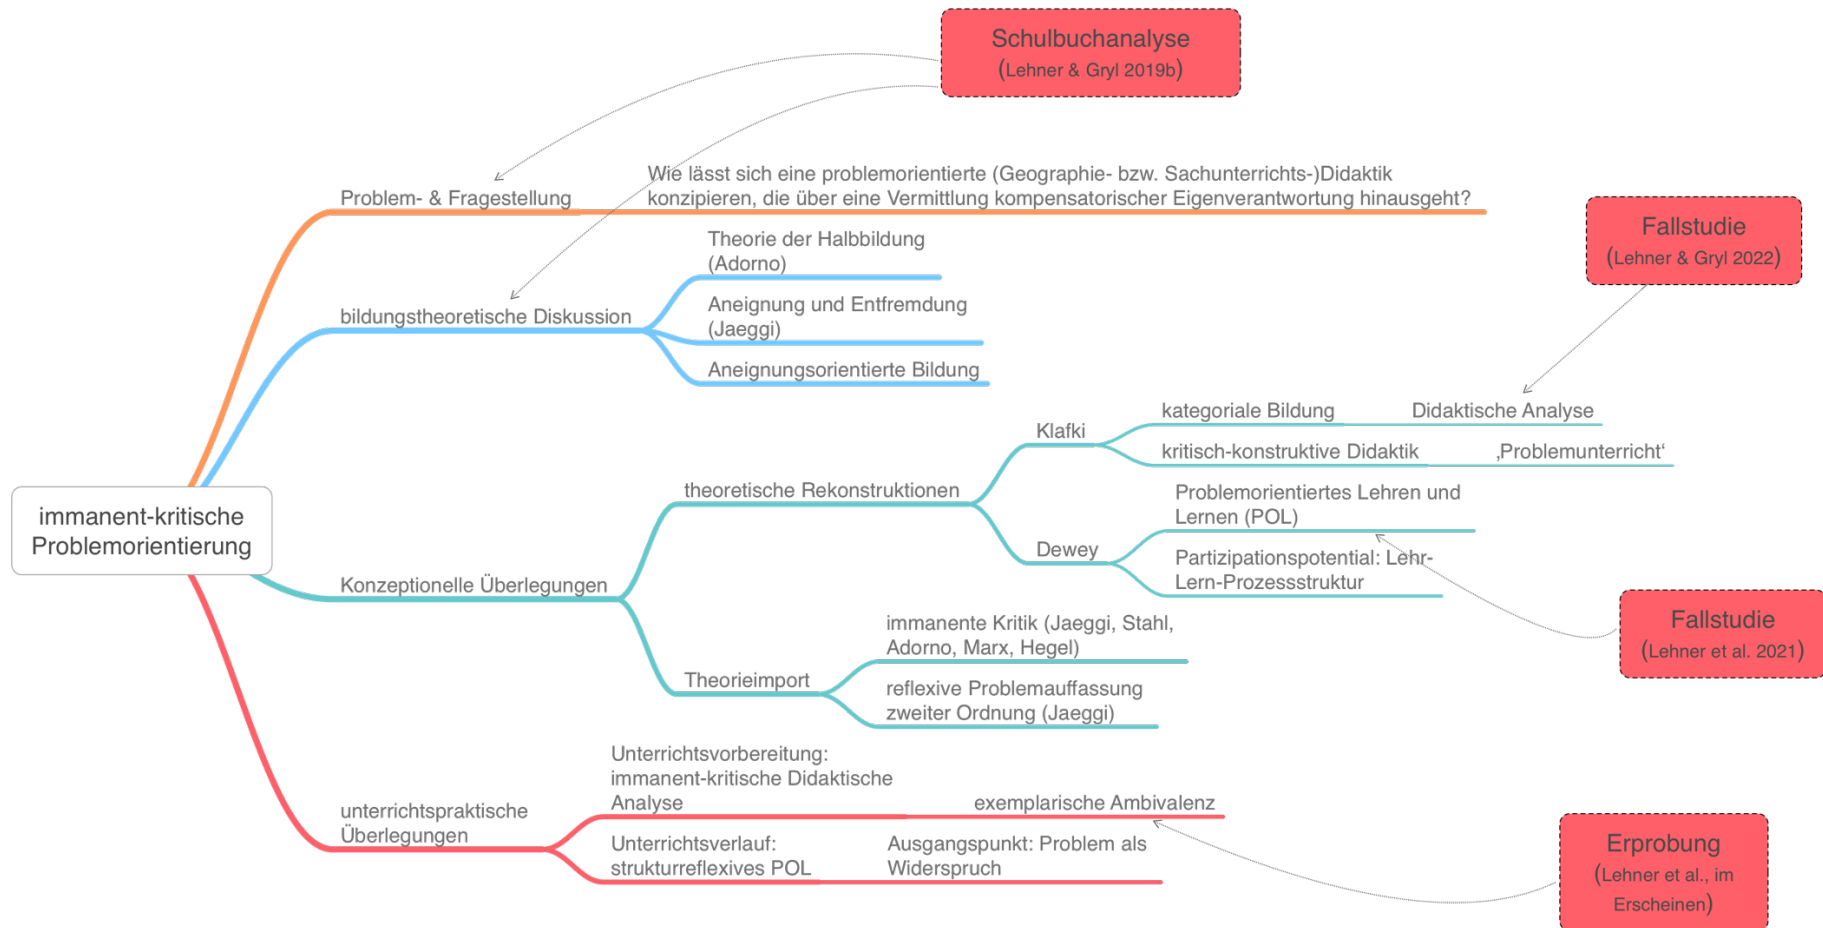 Schulbuchanalyse
(Lehner & Gryl 2019b)
Problem- & Fragestellung
Wie lässt sich eine problemorientierte (Geographie- bzw. Sachunterrichts-)Didaktik
konzipieren, die über eine Vermittlung kompensatorischer Eigenverantwortung hinausgeht?
Fallstudie
(Lehner & Gryl 2022)
bildungstheoretische Diskussion
Theorie der Halbbildung
(Adorno)
Aneignung und Entfremdung
(Jaeggi)
Aneignungsorientierte Bildung
immanent-kritische
Problemorientierung
Konzeptionelle Überlegungen
theoretische Rekonstruktionen
Klafki
kategoriale Bildung
Didaktische Analyse
kritisch-konstruktive Didaktik
‚Problemunterricht‘
Dewey
Problemorientiertes Lehren und
Lernen (POL)
Partizipationspotential: Lehr-
Lern-Prozessstruktur
Fallstudie
(Lehner et al. 2021)
Theorieimport
immanente Kritik (Jaeggi, Stahl,
Adorno, Marx, Hegel)
reflexive Problemauffassung
zweiter Ordnung (Jaeggi)
unterrichtspraktische
Überlegungen
Unterrichtsvorbereitung:
immanent-kritische Didaktische
Analyse
exemplarische Ambivalenz
Unterrichtsverlauf:
strukturreflexives POL
Ausgangspunkt: Problem als
Widerspruch
Erprobung
(Lehner et al., im
Erscheinen)